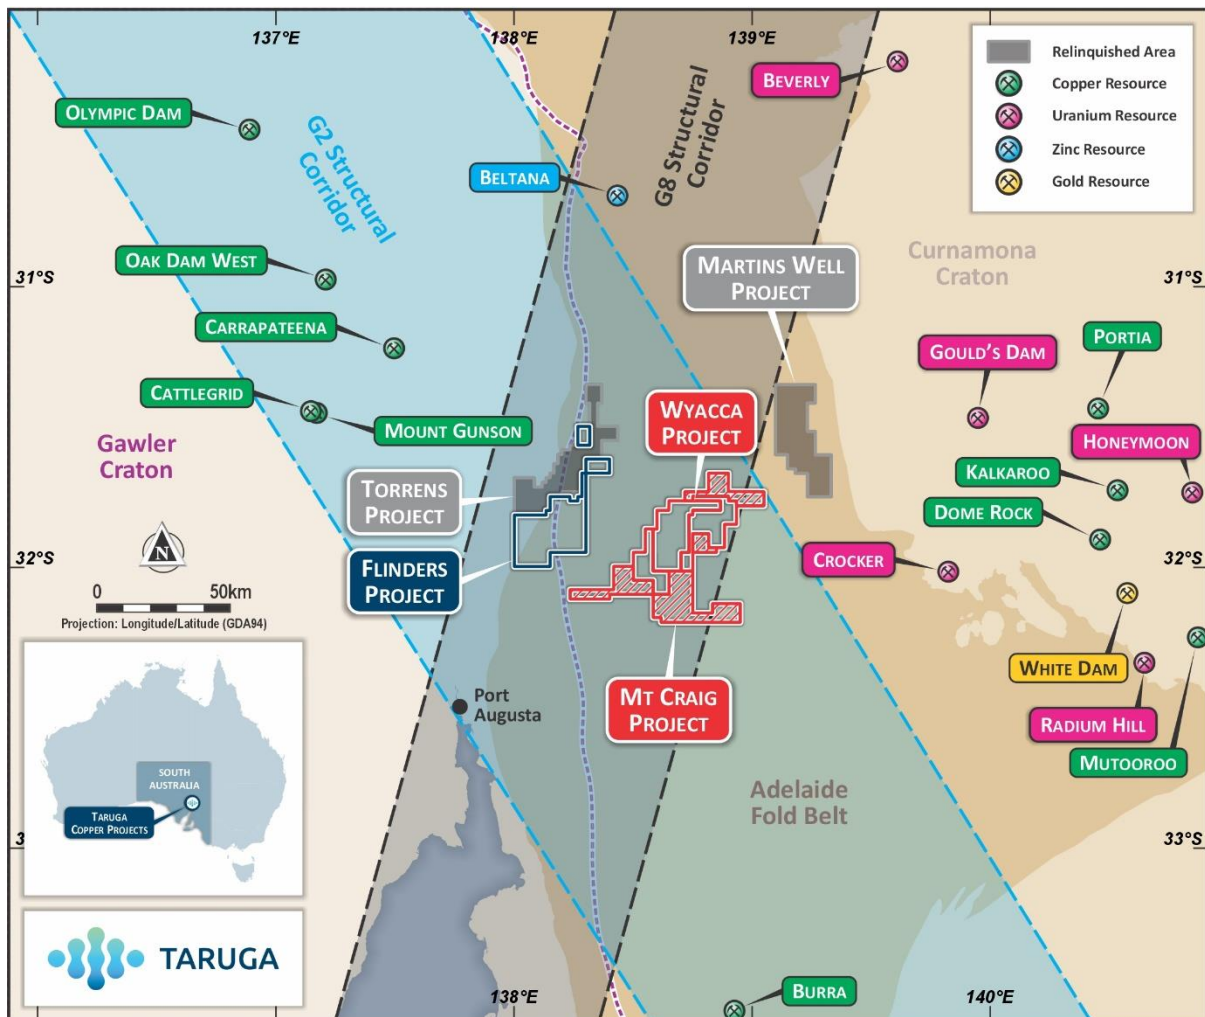 137°E
138°E
139°E
BEVERLY
Relinquished Area
Copper Resource
Uranium Resource
Zinc Resource
Gold Resource
OLYMPIC DAM
G2 Structural
Corridor
BELTANA
G8 Structural
Corridor
OAK DAM WEST
31°S
31°S
MARTINS WELL
PROJECT
Curnamona
Craton
CARRAPATEENA
GOULD'S DAM
PORTIA
CATTLEGRID
MOUNT GUNSON
WYACCA
PROJECT
HONEYMOON
Gawler
Craton
KALKAROO
TORRENS
PROJECT
DOME ROCK
N
32°S
32°S
FLINDERS
PROJECT
CROCKER
0
50km
Projection: Longitude/Latitude (GDA94)
WHITE DAM
MT CRAIG
PROJECT
Port
Augusta
RADIUM HILL
MUTOOROO
SOUTH
AUSTRALIA
TARUGA
COPPER PROJECTS
Adelaide
Fold Belt
33°S
TARUGA
138°E
BURRA
140°E